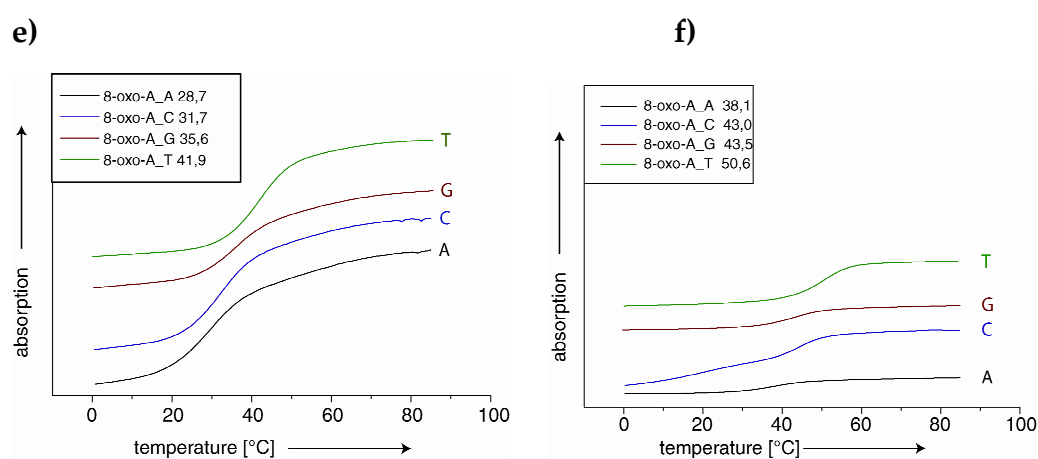 e)
8-oxo-A_A 28,7
8-oxo-A_C 31,7
8-oxo-A_G 35,6
8-oxo-A_T 41,9
T
G
C
A
absorption
0 20 40 60 80 100
temperature [°C]
f)
8-oxo-A_A 38,1
8-oxo-A_C 43,0
8-oxo-A_G 43,5
8-oxo-A_T 50,6
T
G
C
A
absorption
0 20 40 60 80 100
temperature [°C]